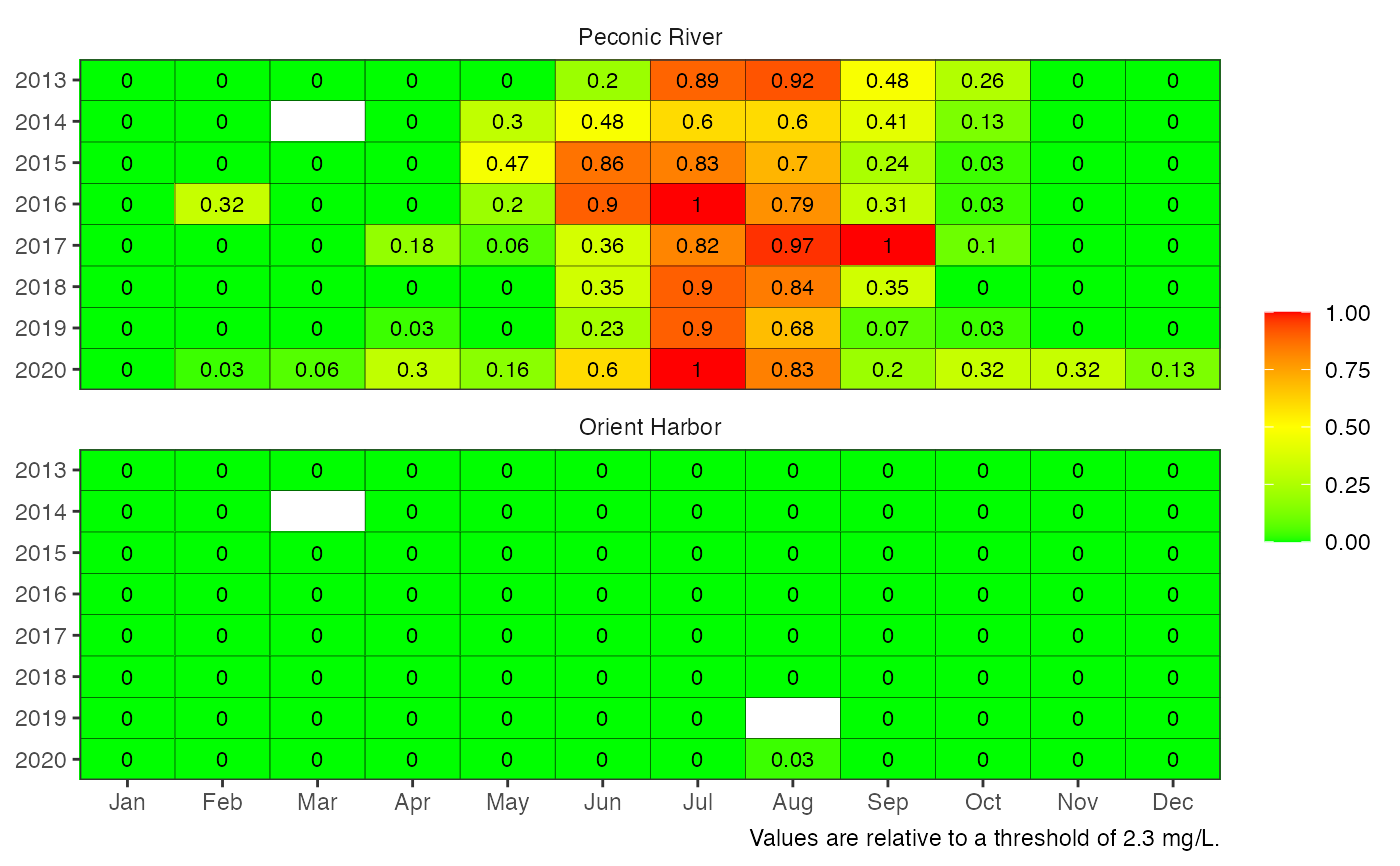 Peconic River
2013 0 0 0 0 0 0.2 0.89 0.92 0.48 0.26 0 0
2014 0 0 0 0.3 0.48 0.6 0.6 0.41 0.13 0 0
2015 0 0 0 0 0.47 0.86 0.83 0.7 0.24 0.03 0 0
2016 0 0.32 0 0 0.2 0.9 1 0.79 0.31 0.03 0 0
2017 0 0 0 0.18 0.06 0.36 0.82 0.97 1 0.1 0 0
2018 0 0 0 0 0 0.35 0.9 0.84 0.35 0 0 0
2019 0 0 0 0.03 0 0.23 0.9 0.68 0.07 0.03 0 0
2020 0 0.03 0.06 0.3 0.16 0.6 1 0.83 0.2 0.32 0.32 0.13
Orient Harbor
2013 0 0 0 0 0 0 0 0 0 0 0 0
2014 0 0 0 0 0 0 0 0 0 0 0
2015 0 0 0 0 0 0 0 0 0 0 0 0
2016 0 0 0 0 0 0 0 0 0 0 0 0
2017 0 0 0 0 0 0 0 0 0 0 0 0
2018 0 0 0 0 0 0 0 0 0 0 0 0
2019 0 0 0 0 0 0 0 0 0 0 0
2020 0 0 0 0 0 0 0 0.03 0 0 0 0
Jan Feb Mar Apr May Jun Jul Aug Sep Oct Nov Dec
Values are relative to a threshold of 2.3 mg/L.
1.00
0.75
0.50
0.25
0.00